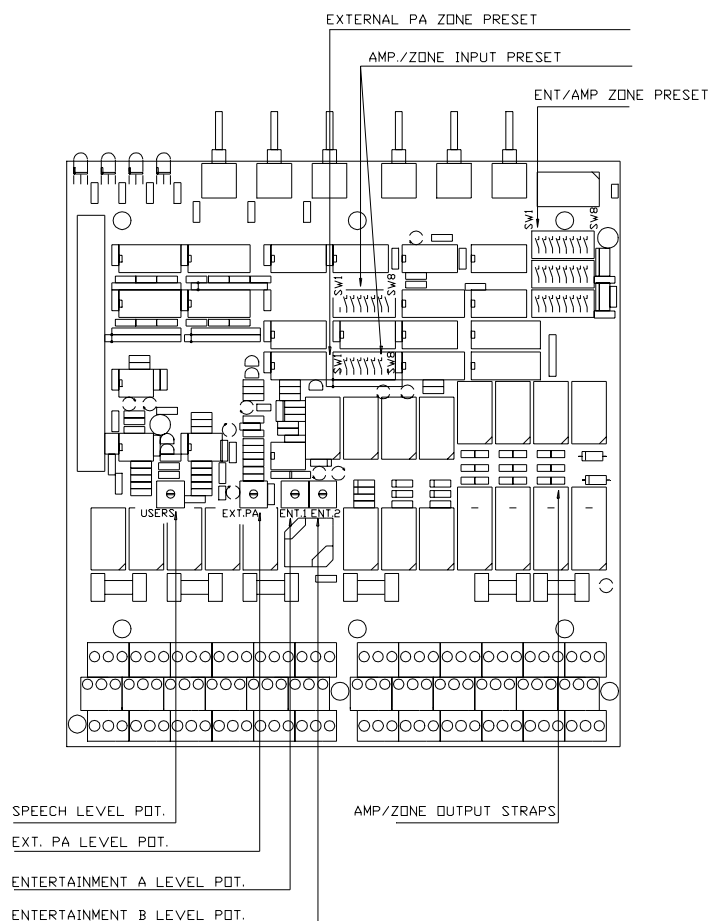 EXTERNAL PA ZONE PRESET
AMP./ZONE INPUT PRESET
ENT/AMP ZONE PRESET
SW1
SW8
SW1
SW8
SW1
SW8
USERS
EXT.PA
ENT.1
ENT.2
SPEECH LEVEL POT.
AMP/ZONE OUTPUT STRAPS
EXT. PA LEVEL POT.
ENTERTAINMENT A LEVEL POT.
ENTERTAINMENT B LEVEL POT.